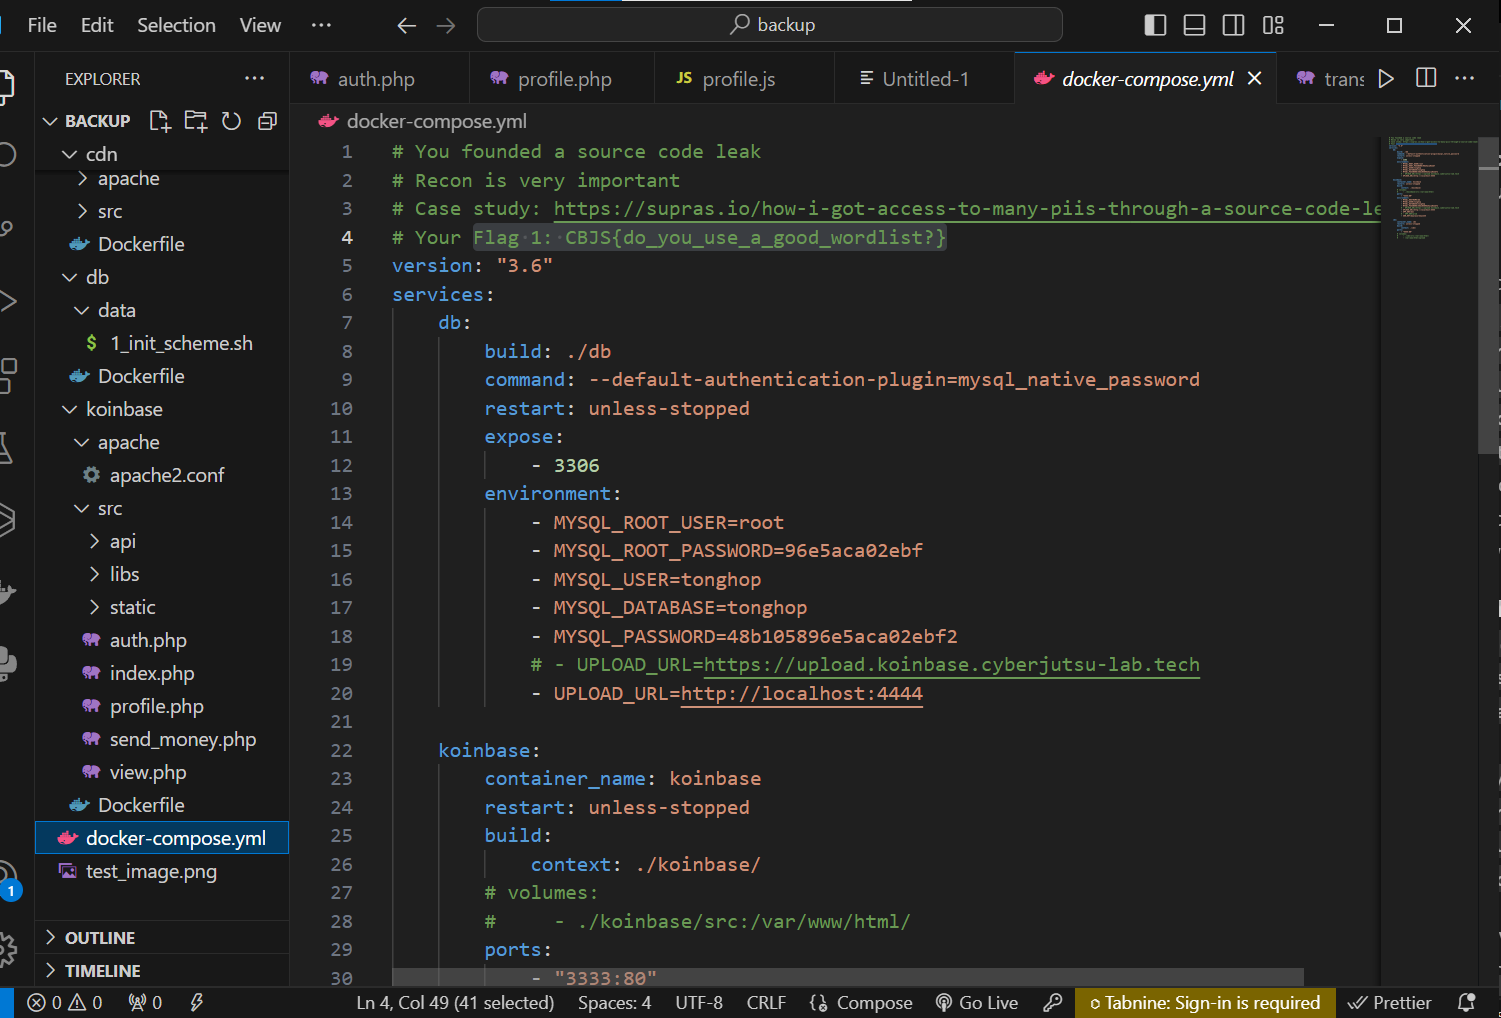 File Edit Selection View ··· backup
EXPLORER ···
BACKUP
cdn
apache
src
Dockerfile
db
data
1_init_scheme.sh
Dockerfile
koinbase
apache
apache2.conf
src
api
libs
static
auth.php
index.php
profile.php
send_money.php
view.php
Dockerfile
docker-compose.yml
test_image.png
OUTLINE
TIMELINE
auth.php profile.php JS profile.js Untitled-1 docker-compose.yml trans ···
docker-compose.yml
1 # You founded a source code leak
2 # Recon is very important
3 # Case study: https://supras.io/how-i-got-access-to-many-piis-through-a-source-code-le
4 # Your Flag 1: CBJS{do_you_use_a_good_wordlist?}
5 version: "3.6"
6 services:
7 db:
8 build: ./db
9 command: --default-authentication-plugin=mysql_native_password
10 restart: unless-stopped
11 expose:
12 - 3306
13 environment:
14 - MYSQL_ROOT_USER=root
15 - MYSQL_ROOT_PASSWORD=96e5aca02ebf
16 - MYSQL_USER=tonghop
17 - MYSQL_DATABASE=tonghop
18 - MYSQL_PASSWORD=48b105896e5aca02ebf2
19 # - UPLOAD_URL=https://upload.koinbase.cyberjutsu-lab.tech
20 - UPLOAD_URL=http://localhost:4444
21
22 koinbase:
23 container_name: koinbase
24 restart: unless-stopped
25 build:
26 context: ./koinbase/
27 # volumes:
28 # - ./koinbase/src:/var/www/html/
29 ports:
30 - "3333:80"
1
0 0 0 Ln 4, Col 49 (41 selected) Spaces: 4 UTF-8 CRLF Compose Go Live Tabnine: Sign-in is required Prettier